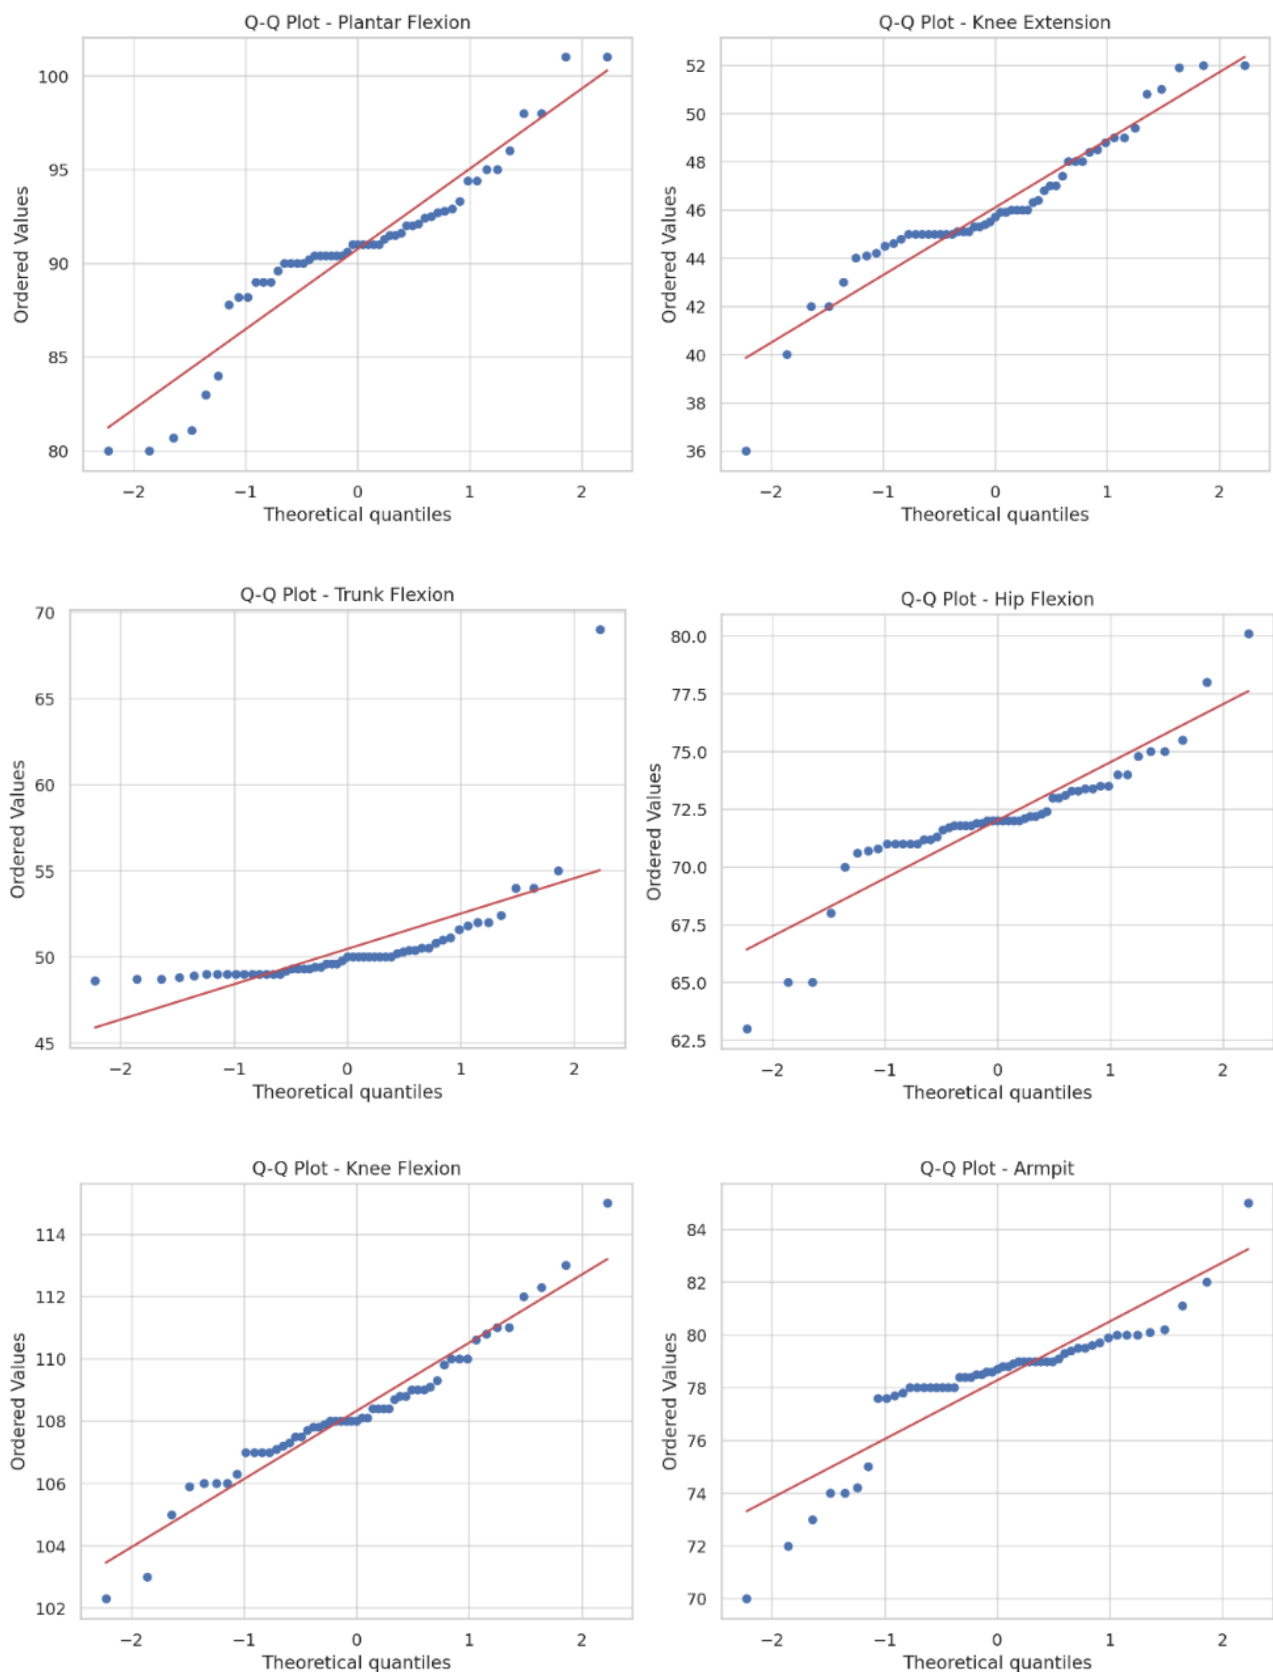 Q-Q Plot - Plantar Flexion
Ordered Values
100
95
90
85
80
−2 −1 0 1 2
Theoretical quantiles
Q-Q Plot - Knee Extension
Ordered Values
52
50
48
46
44
42
40
38
36
−2 −1 0 1 2
Theoretical quantiles
Q-Q Plot - Trunk Flexion
Ordered Values
70
65
60
55
50
45
−2 −1 0 1 2
Theoretical quantiles
Q-Q Plot - Hip Flexion
Ordered Values
80.0
77.5
75.0
72.5
70.0
67.5
65.0
62.5
−2 −1 0 1 2
Theoretical quantiles
Q-Q Plot - Knee Flexion
Ordered Values
114
112
110
108
106
104
102
−2 −1 0 1 2
Theoretical quantiles
Q-Q Plot - Armpit
Ordered Values
84
82
80
78
76
74
72
70
−2 −1 0 1 2
Theoretical quantiles